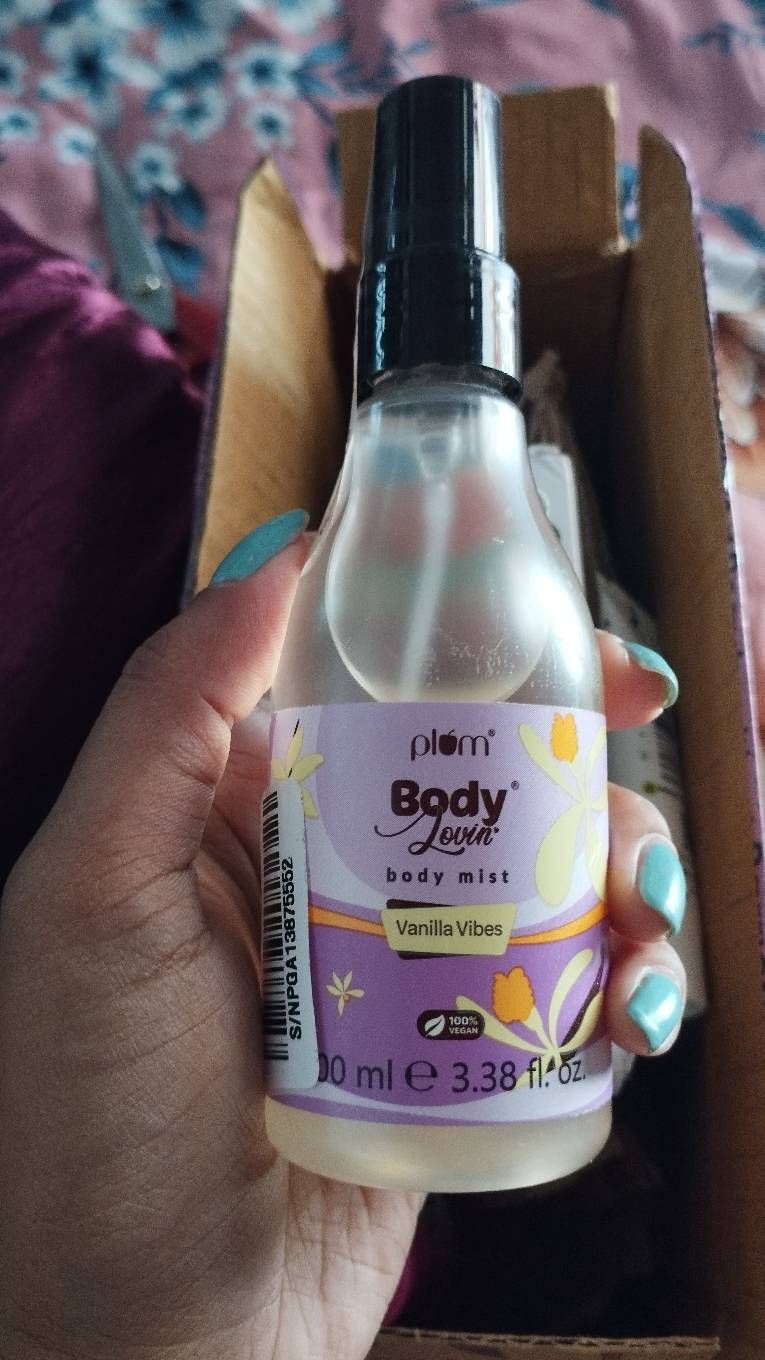 plum®
Body®
Lovin'
body mist
Vanilla Vibes
100%
VEGAN
00 ml ℮ 3.38 fl. oz.
S/NPGA13875552